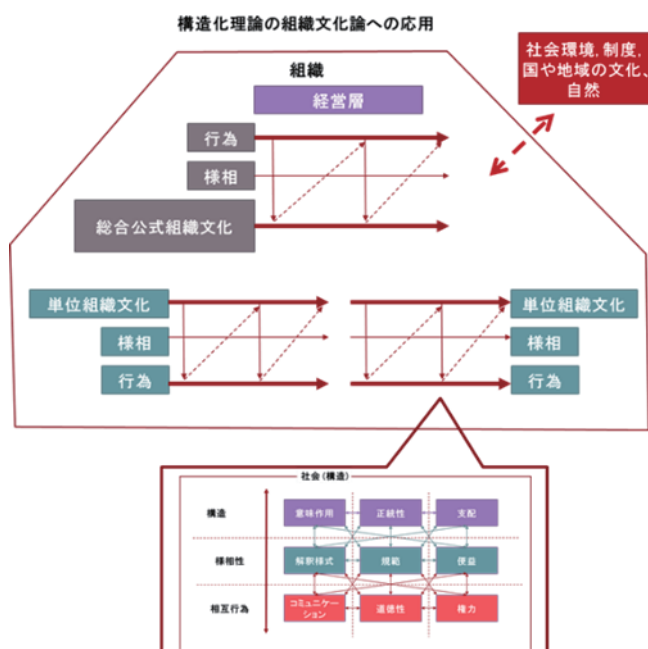 構造化理論の組織文化論への応用
社会環境，制度，
国や地域の文化、
自然
組織
経営層
行為
様相
総合公式組織文化
単位組織文化
単位組織文化
様相
様相
行為
行為
社会（構造）
構造
意味作用
正統性
支配
様相性
解釈様式
規範
便益
相互行為
コミュニケー
ション
道徳性
権力